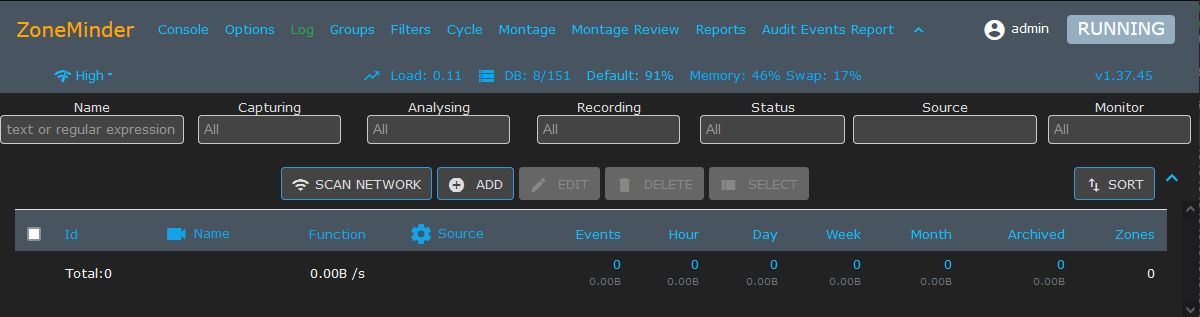 ZoneMinder Console Options Log Groups Filters Cycle Montage Montage Review Reports Audit Events Report admin RUNNING
High Load: 0.11 DB: 8/151 Default: 91% Memory: 46% Swap: 17% v1.37.45
Name Capturing Analysing Recording Status Source Monitor
text or regular expression All All All All All
SCAN NETWORK ADD EDIT DELETE SELECT SORT
Id Name Function Source Events Hour Day Week Month Archived Zones
Total:0 0.00B /s 0 0 0 0 0 0 0
0.00B 0.00B 0.00B 0.00B 0.00B 0.00B